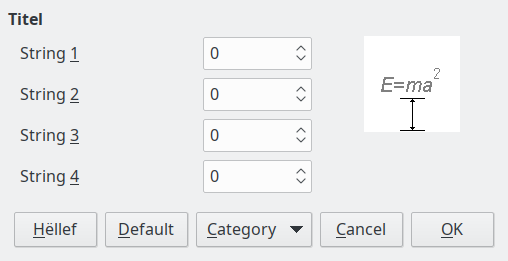 Titel
String 1 0
String 2 0
String 3 0
String 4 0
E=ma²
Hëllef Default Category Cancel OK